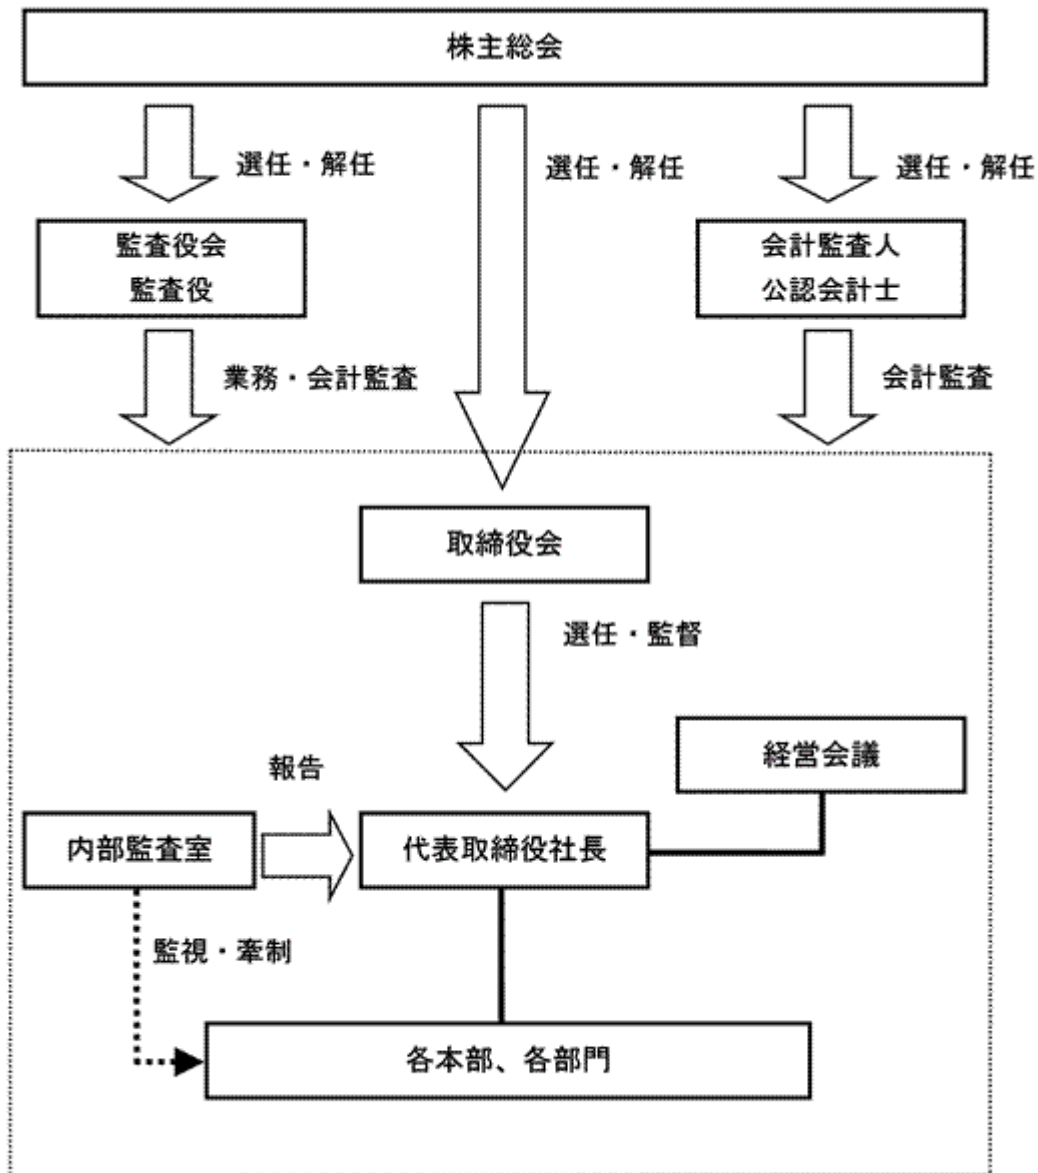 株主総会
選任・解任
選任・解任
選任・解任
監査役会
監査役
会計監査人
公認会計士
業務・会計監査
会計監査
取締役会
選任・監督
経営会議
報告
内部監査室
代表取締役社長
監視・牽制
各本部、各部門